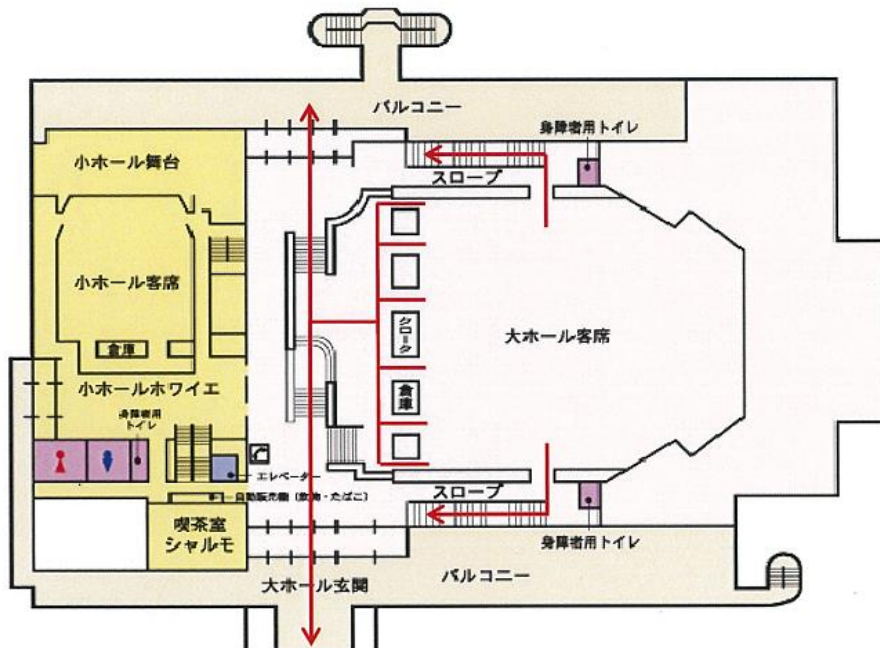 バルコニー
身障者用トイレ
小ホール舞台
スロープ
小ホール客席
クローク
大ホール客席
倉庫
倉庫
小ホールホワイエ
身障者用
トイレ
エレベーター
自動販売機(飲物・たばこ)
スロープ
喫茶室
シャルモ
身障者用トイレ
大ホール玄関
バルコニー